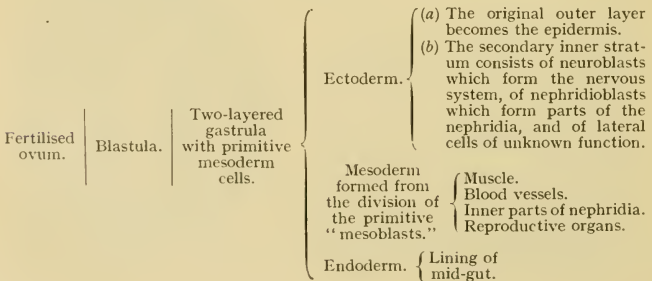 Fertilised
ovum.
Blastula.
Two-layered
gastrula
with primitive
mesoderm
cells.
Ectoderm.
(a) The original outer layer
becomes the epidermis.
(b) The secondary inner strat-
um consists of neuroblasts
which form the nervous
system, of nephridioblasts
which form parts of the
nephridia, and of lateral
cells of unknown function.
Mesoderm
formed from
the division of
the primitive
"mesoblasts."
Muscle.
Blood vessels.
Inner parts of nephridia.
Reproductive organs.
Endoderm.
Lining of
mid-gut.